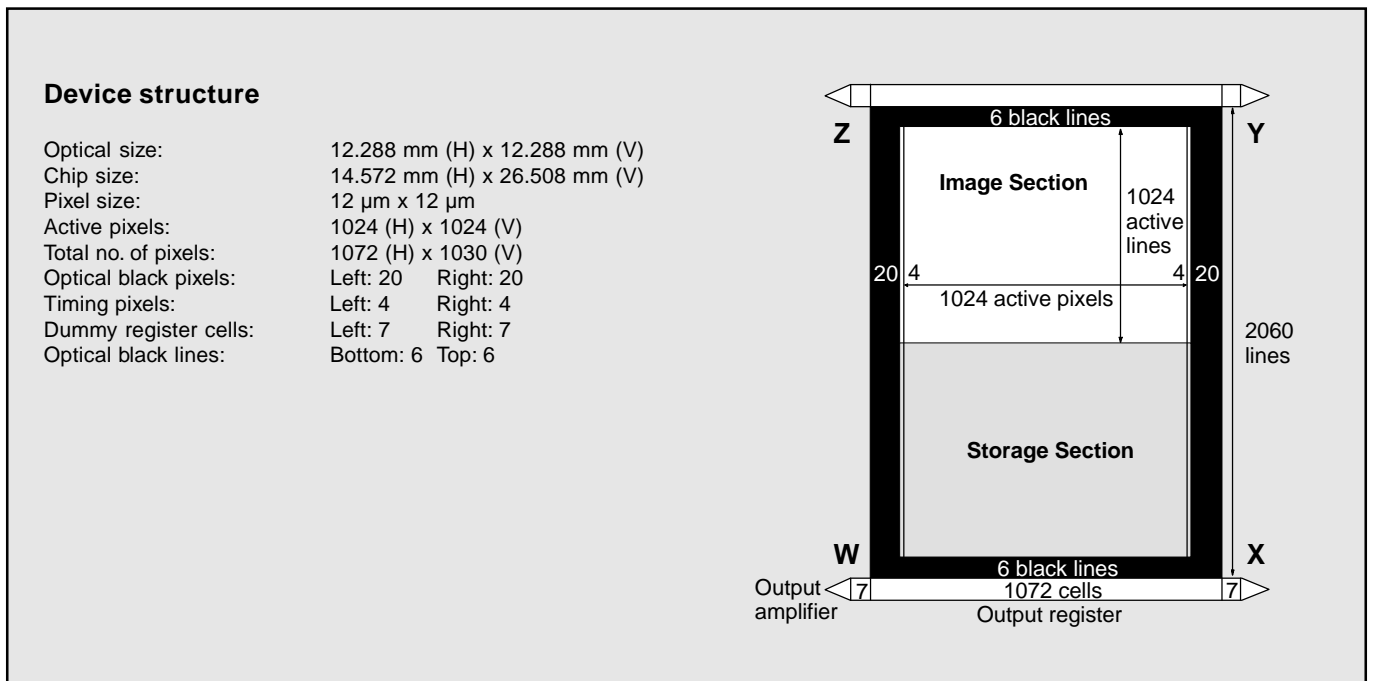 Device structure
Optical size: 12.288 mm (H) x 12.288 mm (V)
Chip size: 14.572 mm (H) x 26.508 mm (V)
Pixel size: 12 µm x 12 µm
Active pixels: 1024 (H) x 1024 (V)
Total no. of pixels: 1072 (H) x 1030 (V)
Optical black pixels: Left: 20 Right: 20
Timing pixels: Left: 4 Right: 4
Dummy register cells: Left: 7 Right: 7
Optical black lines: Bottom: 6 Top: 6
6 black lines
Z
Y
Image Section
1024
active
lines
20 4
4 20
1024 active pixels
2060
lines
Storage Section
W
X
6 black lines
Output
amplifier
7
1072 cells
7
Output register